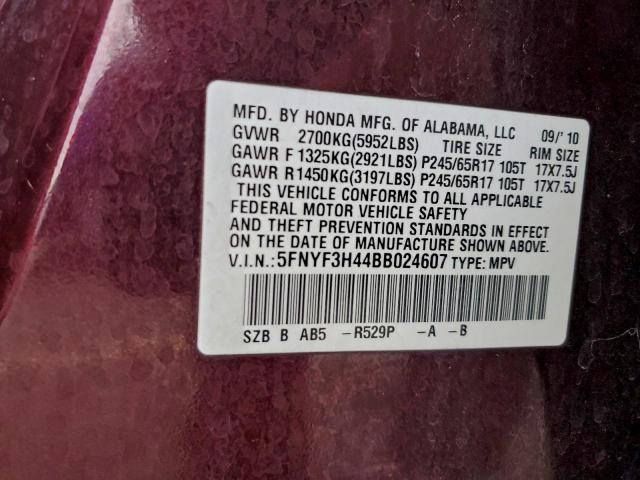 MFD. BY HONDA MFG. OF ALABAMA, LLC 09/'10
GVWR 2700KG(5952LBS) TIRE SIZE RIM SIZE
GAWR F 1325KG(2921LBS) P245/65R17 105T 17X7.5J
GAWR R 1450KG(3197LBS) P245/65R17 105T 17X7.5J
THIS VEHICLE CONFORMS TO ALL APPLICABLE
FEDERAL MOTOR VEHICLE SAFETY
AND THEFT PREVENTION STANDARDS IN EFFECT
ON THE DATE OF MANUFACTURE SHOWN ABOVE.
V.I.N.:5FNYF3H44BB024607 TYPE: MPV
SZB B AB5 -R529P -A -B